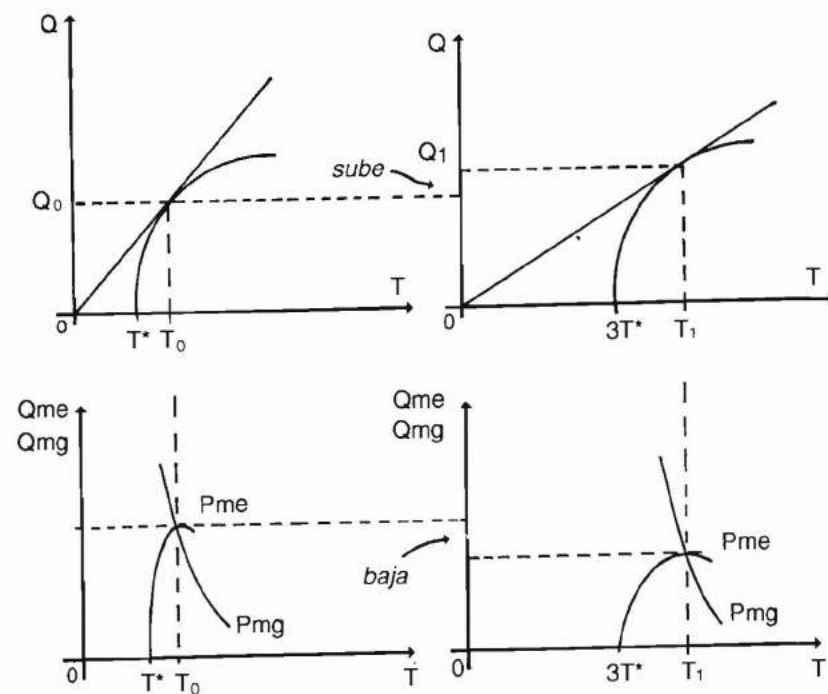 Q
Q
sube
Q1
Q0
T
T
0
T* T0
0
3T* T1
Qme
Qmg
Qme
Qmg
Pme
Pme
baja
Pmg
Pmg
0
T* T0
T
0
3T* T1
T